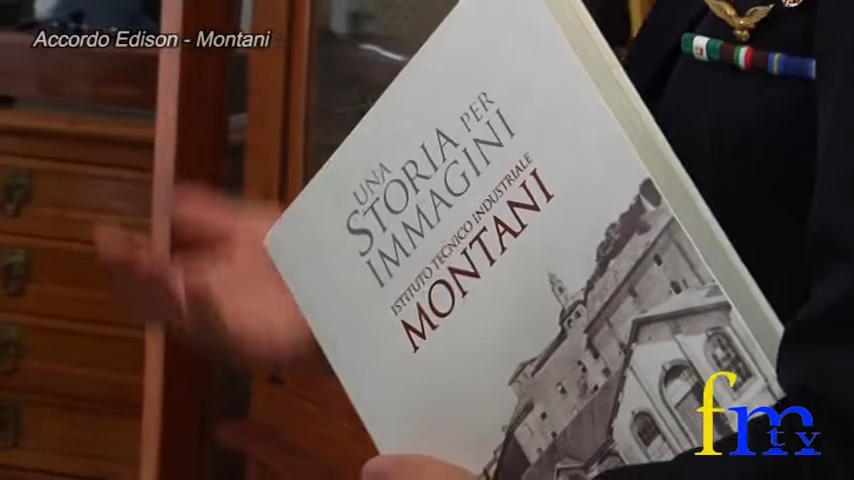 Accordo Edison - Montani
UNA
STORIA PER
IMMAGINI
ISTITUTO TECNICO INDUSTRIALE
MONTANI
fm
tv